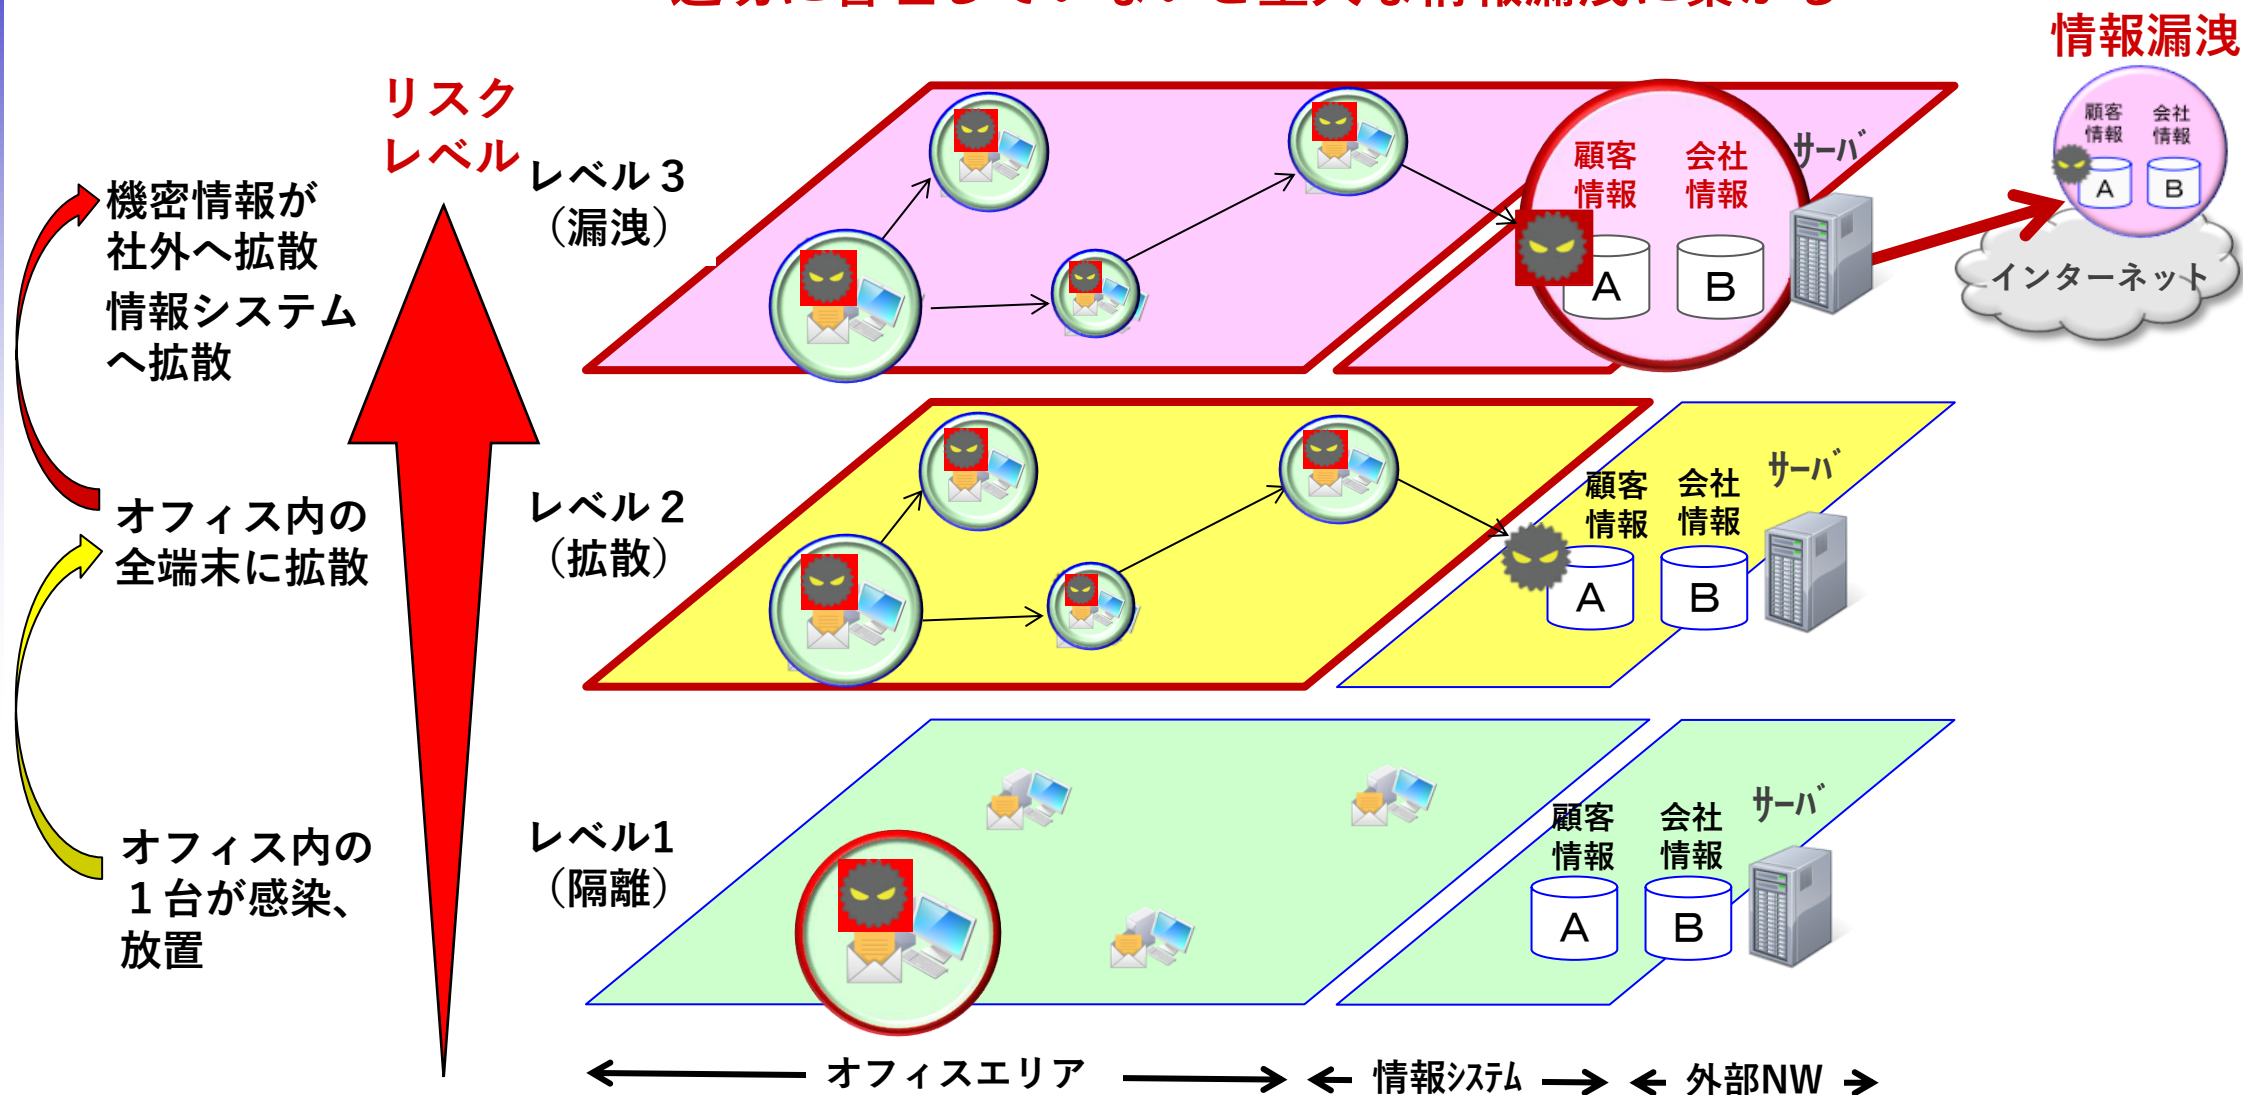 情報漏洩
顧客 会社
情報 情報
A B
インターネット
リスク
レベル
レベル３
（漏洩）
機密情報が
社外へ拡散
情報システム
へ拡散
顧客 会社
情報 情報
ｻｰﾊﾞ
A B
レベル２
（拡散）
オフィス内の
全端末に拡散
顧客 会社
情報 情報
ｻｰﾊﾞ
A B
レベル1
（隔離）
オフィス内の
１台が感染、
放置
顧客 会社
情報 情報
ｻｰﾊﾞ
A B
オフィスエリア
情報ｼｽﾃﾑ
外部NW